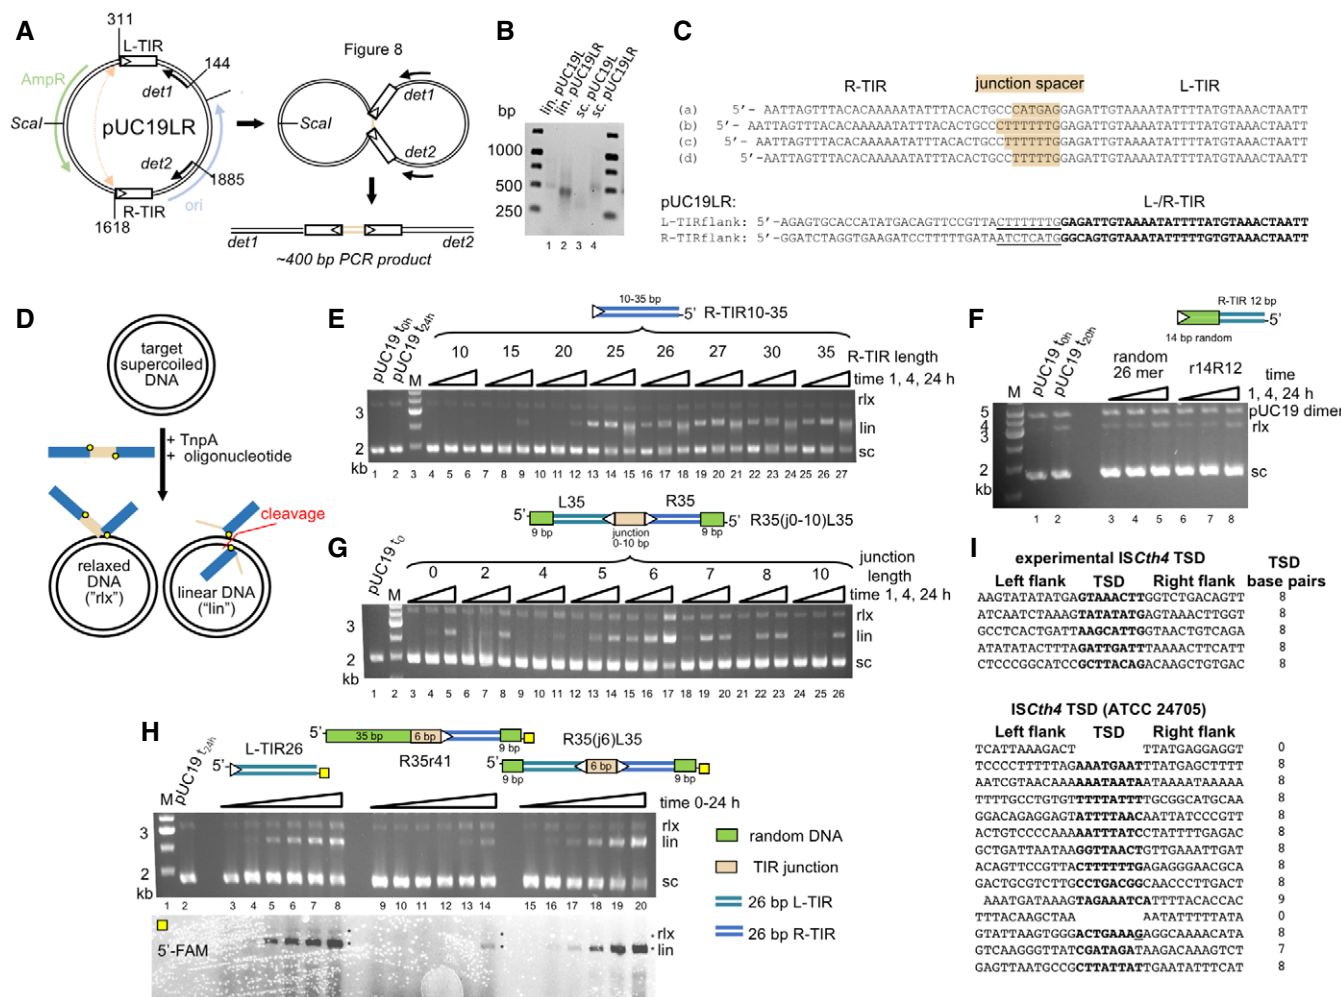 A
311
L-TIR
144
AmpR
det1
ScaI
pUC19LR
det2
1885
ori
R-TIR
1618
Figure 8
ScaI
det1
det2
det1
det2
~400 bp PCR product
B
lin. pUC19L
lin. pUC19LR
sc. pUC19L
sc. pUC19LR
bp
1000
500
250
1 2 3 4
C
R-TIR junction spacer L-TIR
(a) 5'- AATTAGTTTACACAAAAATATTTACACTGCCCATGAGGAGATTGTAAAATATTTTATGTAAACTAATT
(b) 5'- AATTAGTTTACACAAAAATATTTACACTGCCCTTTTTTGGAGATTGTAAAATATTTTATGTAAACTAATT
(c) 5'- AATTAGTTTACACAAAAATATTTACACTGCCTTTTTTGGAGATTGTAAAATATTTTATGTAAACTAATT
(d) 5'- AATTAGTTTACACAAAAATATTTACACTGCCTTTTTGGAGATTGTAAAATATTTTATGTAAACTAATT
pUC19LR: L-/R-TIR
L-TIRflank: 5'-AGAGTGCACCATATGACAGTTCCGTTACTTTTTTGGAGATTGTAAAATATTTTATGTAAACTAATT
R-TIRflank: 5'-GGATCTAGGTGAAGATCCTTTTTGATAATCTCATGGGCAGTGTAAATATTTTTGTGTAAACTAATT
D
target
supercoiled
DNA
+ TnpA
+ oligonucleotide
cleavage
relaxed
DNA
("rlx")
linear DNA
("lin")
E
10-35 bp
5' R-TIR10-35
pUC19 t0h
pUC19 t24h
10 15 20 25 26 27 30 35 R-TIR length
M time 1, 4, 24 h
rlx
3
lin
2 sc
kb
1 2 3 4 5 6 7 8 9 10 11 12 13 14 15 16 17 18 19 20 21 22 23 24 25 26 27
F
R-TIR 12 bp
5'
14 bp random
pUC19 t0h
pUC19 t20h
random
26 mer
r14R12 time
M 1, 4, 24 h
5 pUC19 dimer
4 rlx
3
2 sc
kb
1 2 3 4 5 6 7 8
G
L35 R35
5' 5' R35(j0-10)L35
9 bp junction 9 bp
0-10 bp
pUC19 t0
0 2 4 5 6 7 8 10 junction
length
M time 1, 4, 24 h
rlx
3 lin
2 sc
kb
1 2 3 4 5 6 7 8 9 10 11 12 13 14 15 16 17 18 19 20 21 22 23 24 25 26
H
5' 35 bp 6 bp
9 bp
L-TIR26 R35r41 R35(j6)L35
5'
5' 6 bp
9 bp 9 bp
pUC19 t24h
M time 0-24 h
rlx
3 lin
2 sc
kb
1 2 3 4 5 6 7 8 9 10 11 12 13 14 15 16 17 18 19 20
5'-FAM
rlx
lin
random DNA
TIR junction
26 bp L-TIR
26 bp R-TIR
I
experimental ISCth4 TSD TSD
Left flank TSD Right flank base pairs
AAGTATATATGAGTAAACTTGGTCTGACAGTT 8
ATCAATCTAAAGTATATATGAGTAAACTTGGT 8
GCCTCACTGATTAAGCATTGGTAACTGTCAGA 8
ATATATACTTTAGATTGATTTAAAACTTCATT 8
CTCCCGGCATCCGCTTACAGACAAGCTGTGAC 8
ISCth4 TSD (ATCC 24705)
Left flank TSD Right flank
TCATTAAAGACT TTATGAGGAGGT 0
TCCCCTTTTTAGAAATGAATTTATGAGCTTTT 8
AATCGTAACAAAAAATAATAATAAAATAAAAA 8
TTTTGCCTGTGTTTTTATTTTGCGGCATGCAA 8
GGACAGAGGAGTATTTTAACAATTATCCCGTT 8
ACTGTCCCCAAAAATTTATCCTATTTTGAGAC 8
GCTGATTAATAAGGTTAACTGTTGAAATTGAT 8
ACAGTTCCGTTACTTTTTTGAGAGGGAACGCA 8
GACTGCGTCTTGCCTGACGGCAACCCTTGACT 8
AAATGATAAAGTAGAAATCATTTTACACCAC 9
TTTACAAGCTAA AATATTTTTATA 0
GTATTAAGTGGGACTGAAAGAGGCAAAACATA 8
GTCAAGGGTTATCGATAGATAAGACAAAGTCT 7
GAGTTAATGCCGCTTATTATTGAATATTTCAT 8